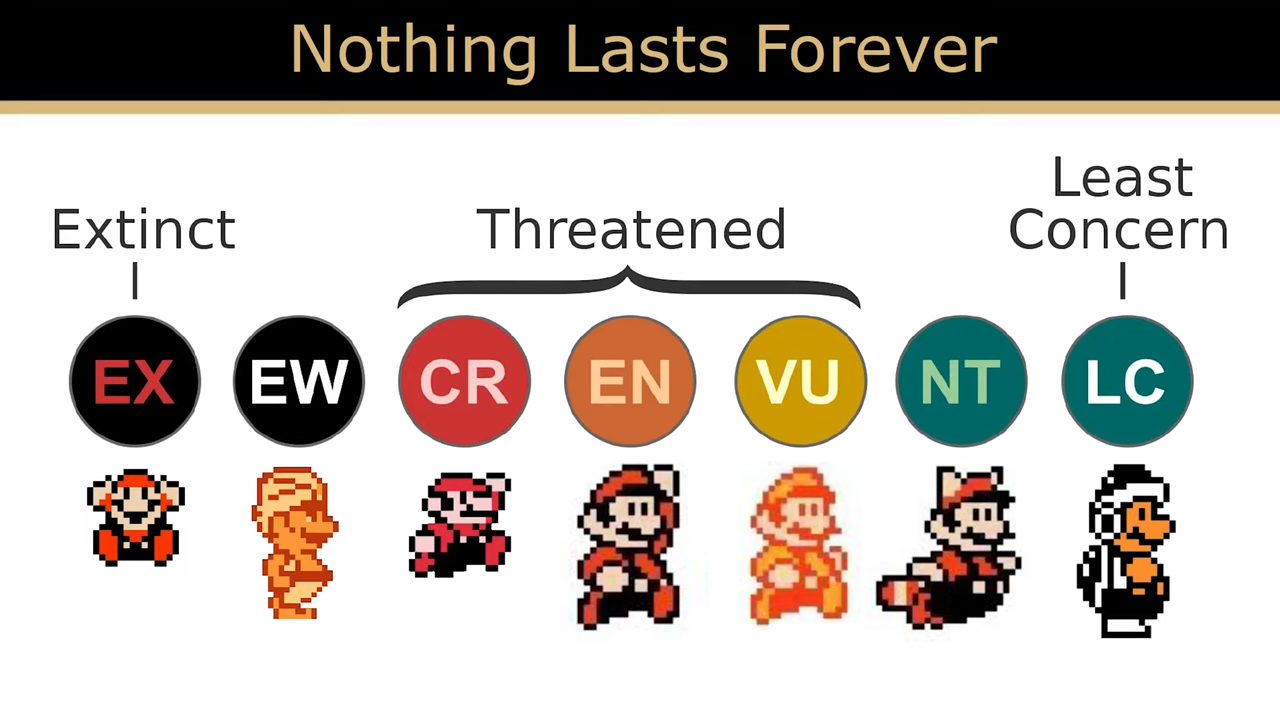 Nothing Lasts Forever
Extinct
Threatened
Least
Concern
EX EW CR EN VU NT LC